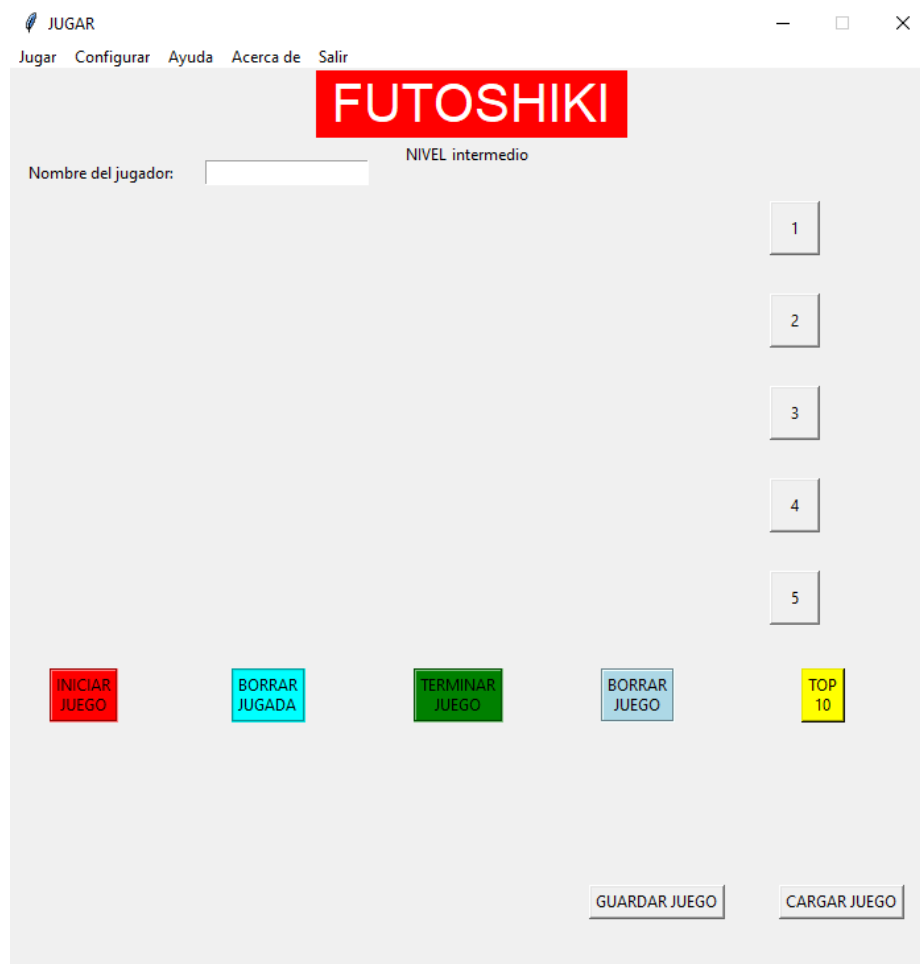 JUGAR
Jugar Configurar Ayuda Acerca de Salir
FUTOSHIKI
NIVEL intermedio
Nombre del jugador:
1
2
3
4
5
INICIAR
JUEGO
BORRAR
JUGADA
TERMINAR
JUEGO
BORRAR
JUEGO
TOP
10
GUARDAR JUEGO
CARGAR JUEGO